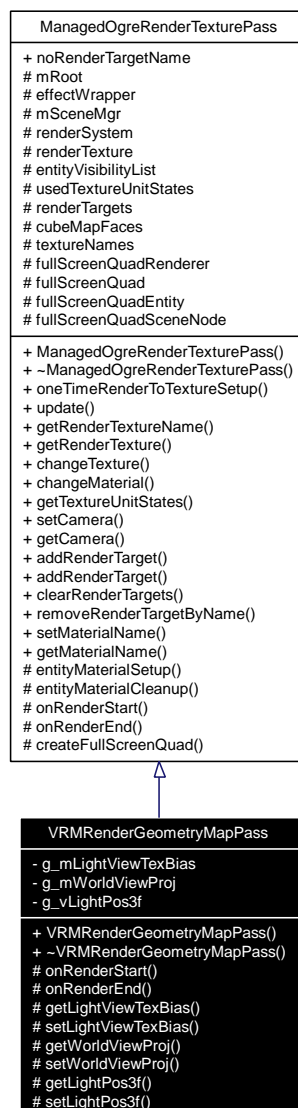 ManagedOgreRenderTexturePass
+ noRenderTargetName
# mRoot
# effectWrapper
# mSceneMgr
# renderSystem
# renderTexture
# entityVisibilityList
# usedTextureUnitStates
# renderTargets
# cubeMapFaces
# textureNames
# fullScreenQuadRenderer
# fullScreenQuad
# fullScreenQuadEntity
# fullScreenQuadSceneNode
+ ManagedOgreRenderTexturePass()
+ ~ManagedOgreRenderTexturePass()
+ oneTimeRenderToTextureSetup()
+ update()
+ getRenderTextureName()
+ getRenderTexture()
+ changeTexture()
+ changeMaterial()
+ getTextureUnitStates()
+ setCamera()
+ getCamera()
+ addRenderTarget()
+ addRenderTarget()
+ clearRenderTargets()
+ removeRenderTargetByName()
+ setMaterialName()
+ getMaterialName()
# entityMaterialSetup()
# entityMaterialCleanup()
# onRenderStart()
# onRenderEnd()
# createFullScreenQuad()
VRMRenderGeometryMapPass
- g_mLightViewTexBias
- g_mWorldViewProj
- g_vLightPos3f
+ VRMRenderGeometryMapPass()
+ ~VRMRenderGeometryMapPass()
# onRenderStart()
# onRenderEnd()
# getLightViewTexBias()
# setLightViewTexBias()
# getWorldViewProj()
# setWorldViewProj()
# getLightPos3f()
# setLightPos3f()